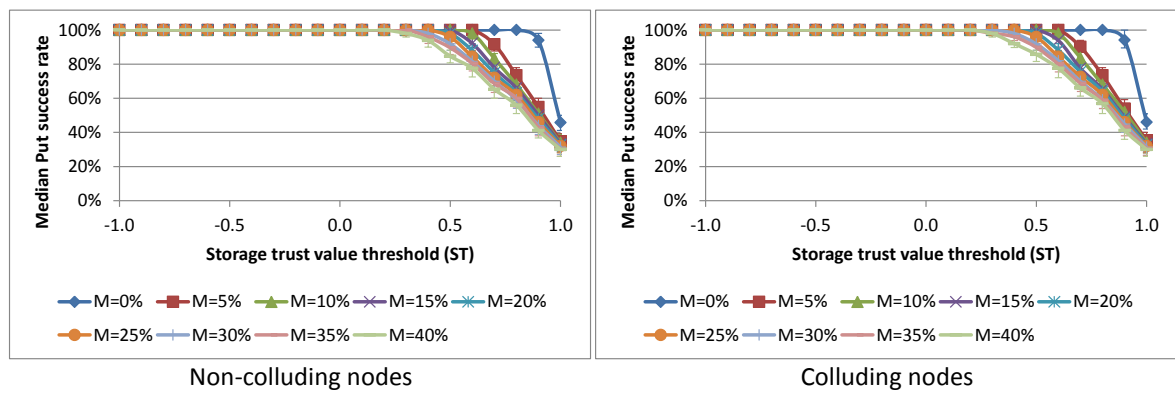 Median Put success rate
100%
80%
60%
40%
20%
0%
-1.0 -0.5 0.0 0.5 1.0
Storage trust value threshold (ST)
M=0% M=5% M=10% M=15% M=20%
M=25% M=30% M=35% M=40%
Non-colluding nodes
Median Put success rate
100%
80%
60%
40%
20%
0%
-1.0 -0.5 0.0 0.5 1.0
Storage trust value threshold (ST)
M=0% M=5% M=10% M=15% M=20%
M=25% M=30% M=35% M=40%
Colluding nodes